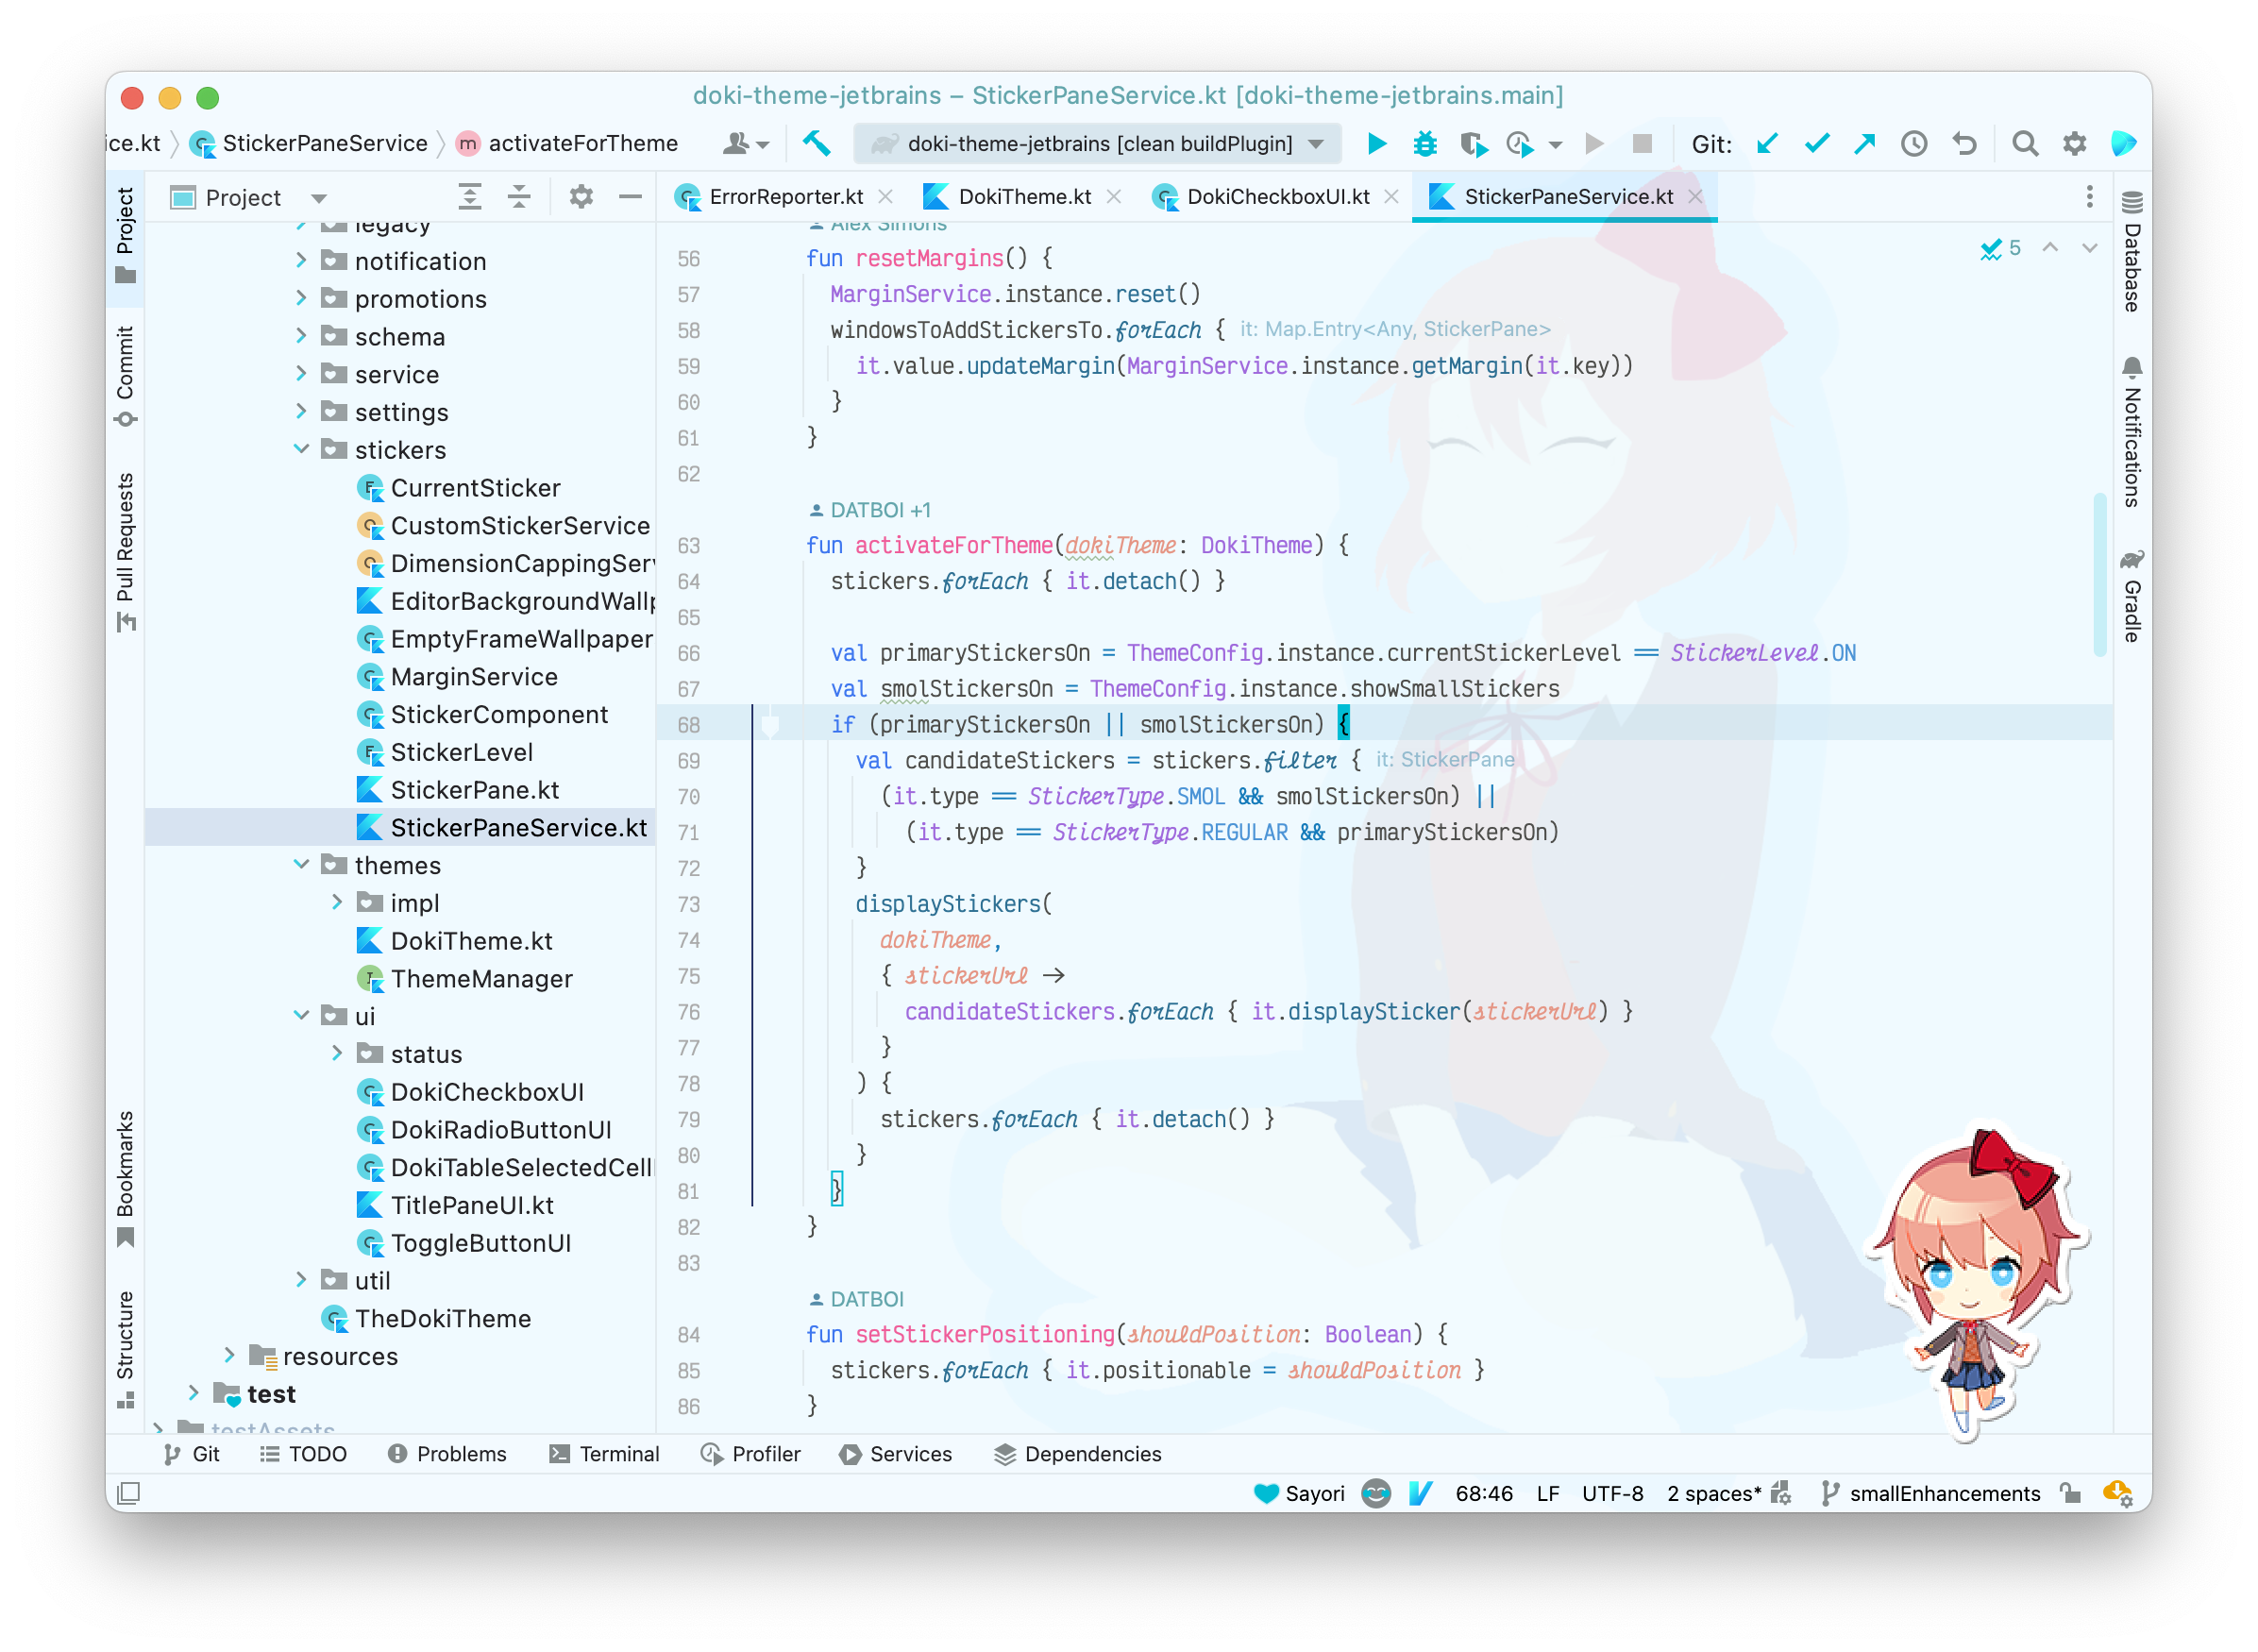 doki-theme-jetbrains – StickerPaneService.kt [doki-theme-jetbrains.main]
ice.kt StickerPaneService m activateForTheme doki-theme-jetbrains [clean buildPlugin] Git:
Project
Commit
Pull Requests
Bookmarks
Structure
Project
legacy
notification
promotions
schema
service
settings
stickers
CurrentSticker
CustomStickerService
DimensionCappingServ
EditorBackgroundWallp
EmptyFrameWallpaper
MarginService
StickerComponent
StickerLevel
StickerPane.kt
StickerPaneService.kt
themes
impl
DokiTheme.kt
ThemeManager
ui
status
DokiCheckboxUI
DokiRadioButtonUI
DokiTableSelectedCell
TitlePaneUI.kt
ToggleButtonUI
util
TheDokiTheme
resources
test
testAssets
ErrorReporter.kt DokiTheme.kt DokiCheckboxUI.kt StickerPaneService.kt
5
Alex Simons
56 fun resetMargins() {
57 MarginService.instance.reset()
58 windowsToAddStickersTo.forEach { it: Map.Entry<Any, StickerPane>
59 it.value.updateMargin(MarginService.instance.getMargin(it.key))
60 }
61 }
62
DATBOI +1
63 fun activateForTheme(dokiTheme: DokiTheme) {
64 stickers.forEach { it.detach() }
65
66 val primaryStickersOn = ThemeConfig.instance.currentStickerLevel == StickerLevel.ON
67 val smolStickersOn = ThemeConfig.instance.showSmallStickers
68 if (primaryStickersOn || smolStickersOn) {
69 val candidateStickers = stickers.filter { it: StickerPane
70 (it.type == StickerType.SMOL && smolStickersOn) ||
71 (it.type == StickerType.REGULAR && primaryStickersOn)
72 }
73 displayStickers(
74 dokiTheme,
75 { stickerUrl ->
76 candidateStickers.forEach { it.displaySticker(stickerUrl) }
77 }
78 ) {
79 stickers.forEach { it.detach() }
80 }
81 }
82 }
83
DATBOI
84 fun setStickerPositioning(shouldPosition: Boolean) {
85 stickers.forEach { it.positionable = shouldPosition }
86 }
Database
Notifications
Gradle
Git TODO Problems Terminal Profiler Services Dependencies
Sayori 68:46 LF UTF-8 2 spaces* smallEnhancements